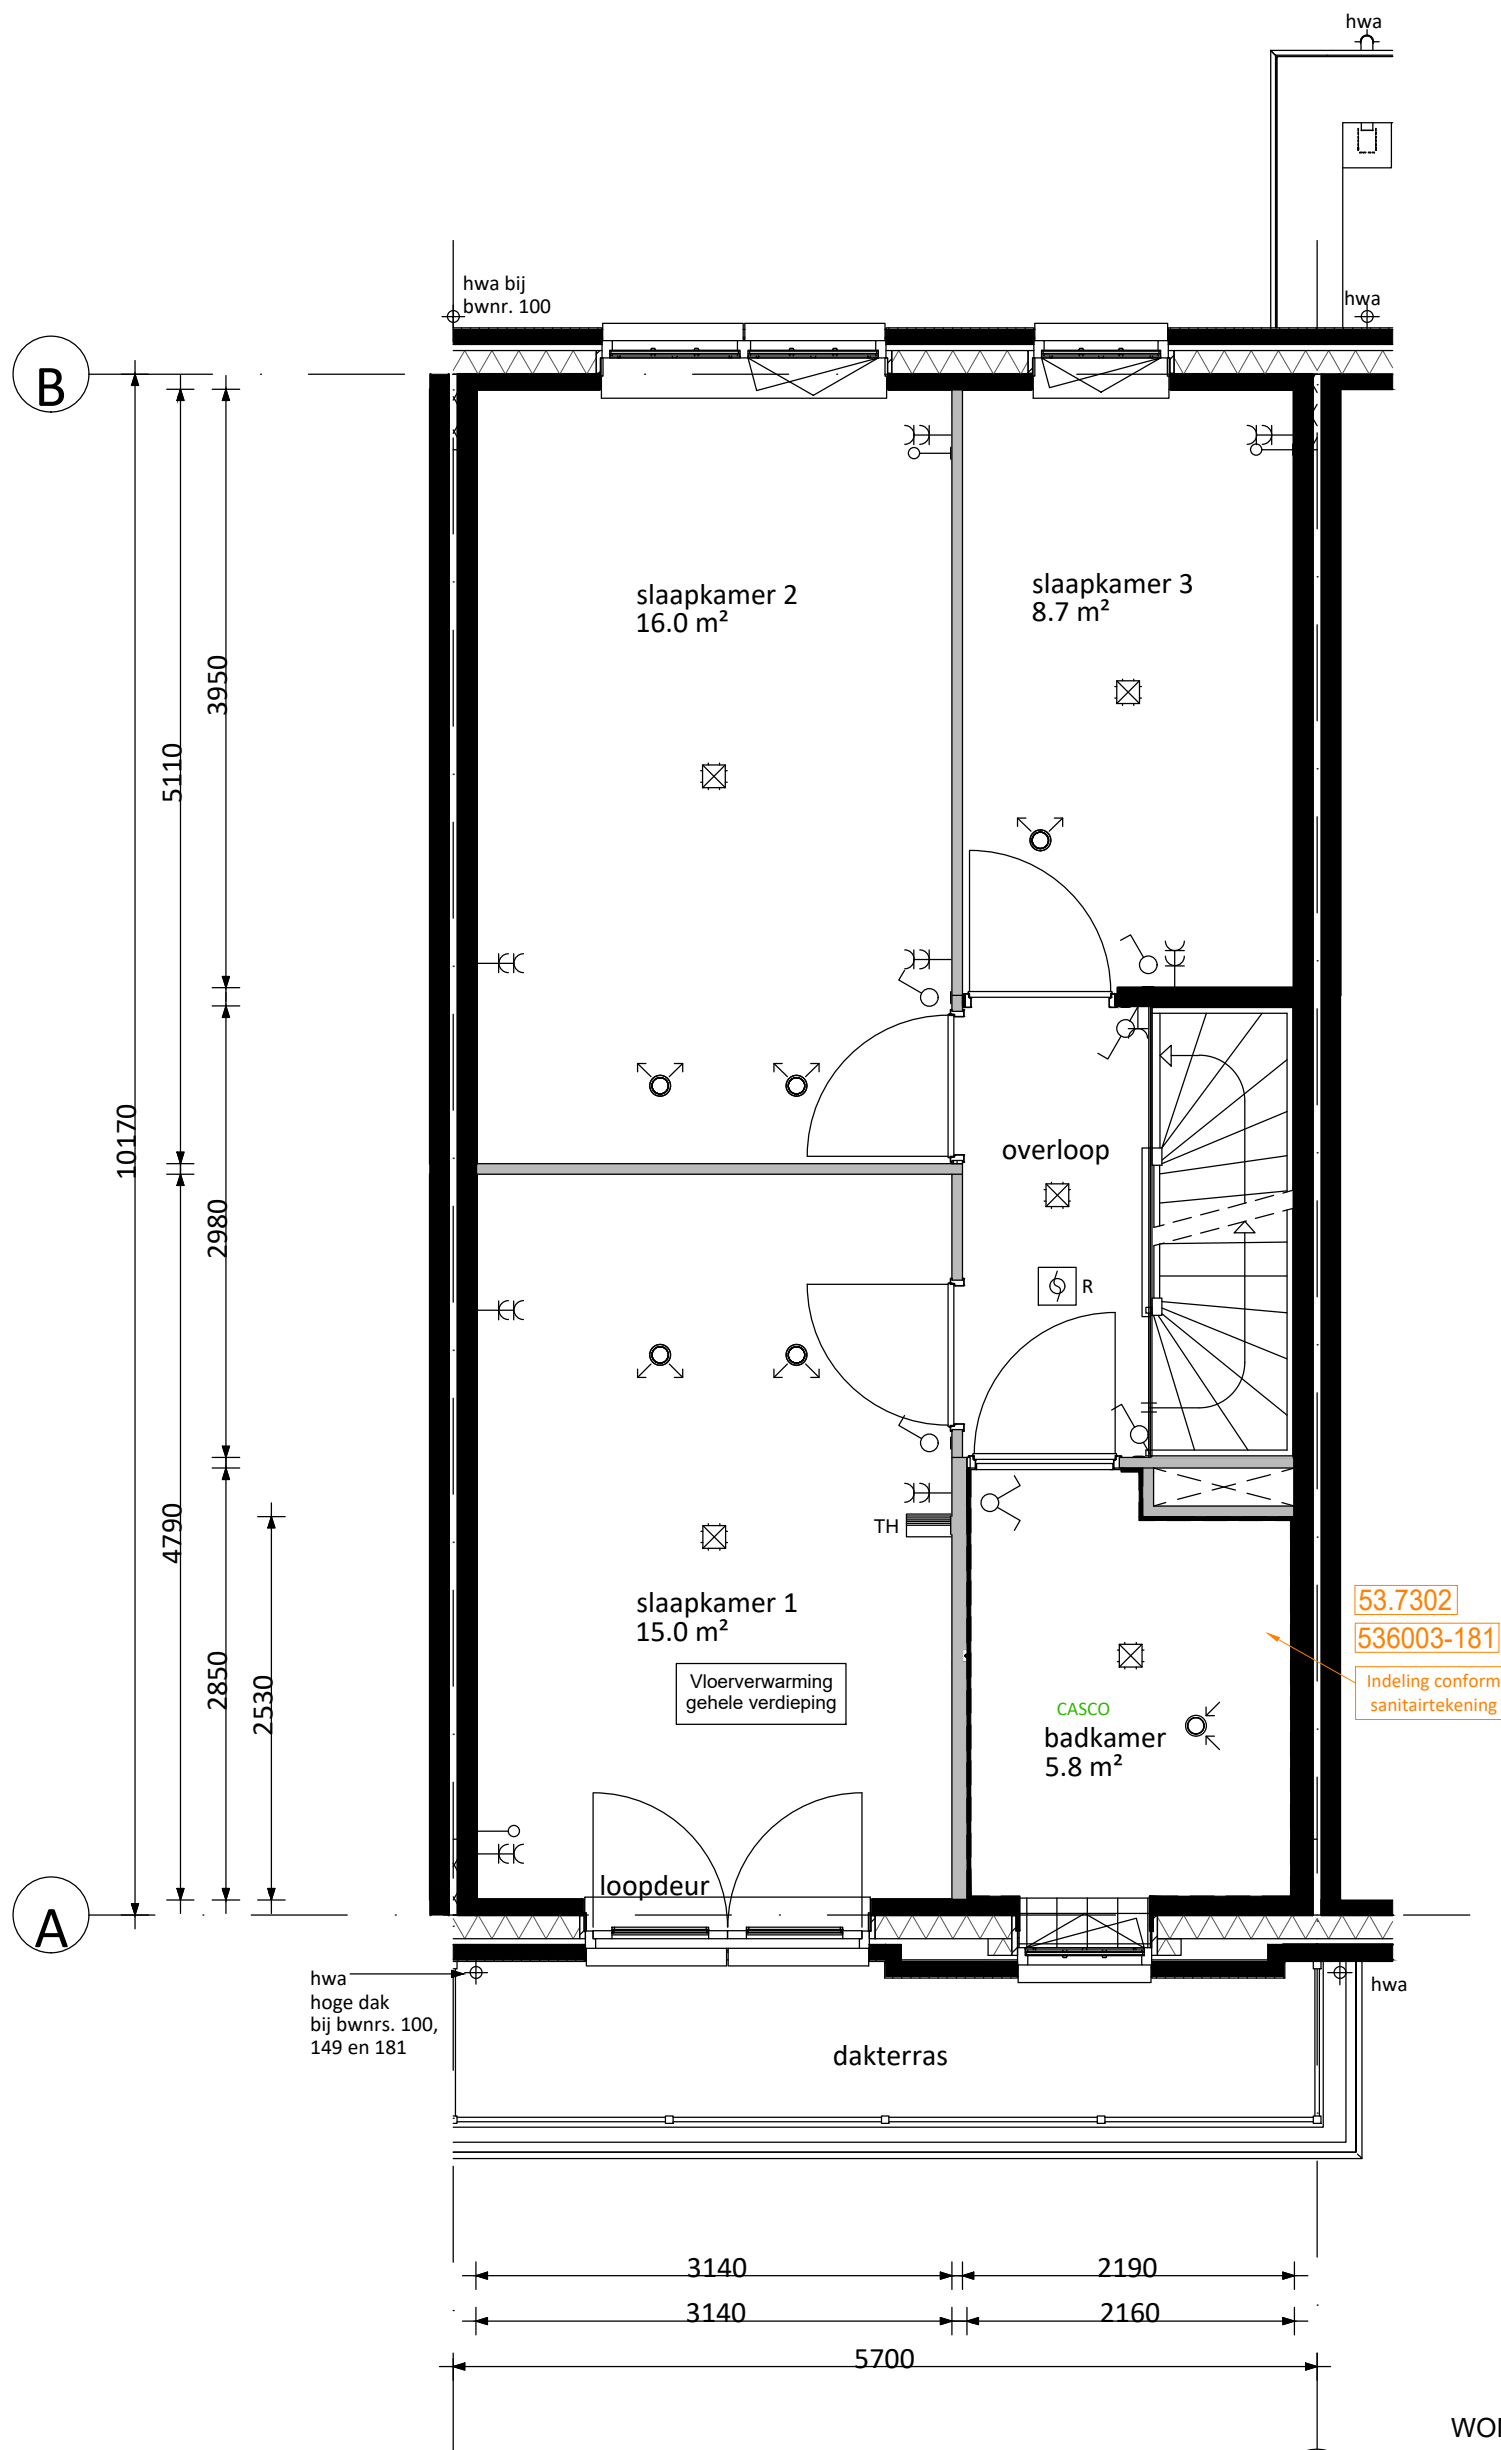 hwa
hwa bij
bwnr. 100
hwa
B
slaapkamer 2
16.0 m²
slaapkamer 3
8.7 m²
3950
5110
10170
2980
overloop
R
4790
2850
2530
TH
slaapkamer 1
15.0 m²
Vloerverwarming
gehele verdieping
53.7302
536003-181
Indeling conform
sanitairtekening
CASCO
badkamer
5.8 m²
loopdeur
A
hwa
hoge dak
bij bwnrs. 100,
149 en 181
hwa
dakterras
3140
2190
3140
2160
5700